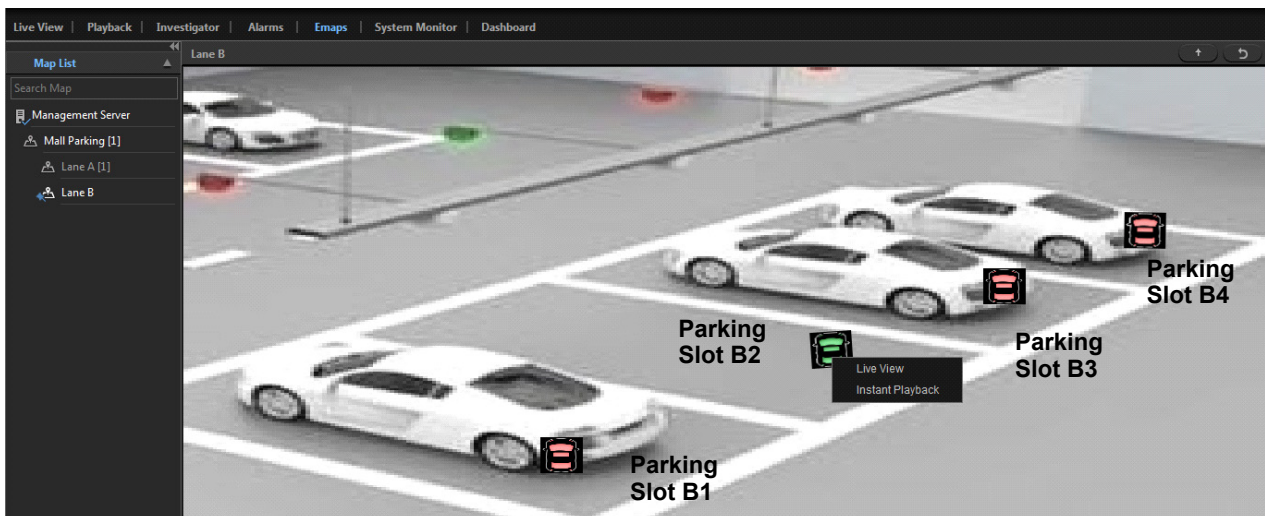 Live View | Playback | Investigator | Alarms | Emaps | System Monitor | Dashboard
Map List
Lane B
Search Map
Management Server
Mall Parking [1]
Lane A [1]
Lane B
Parking
Slot B4
Parking
Slot B2
Parking
Slot B3
Live View
Instant Playback
Parking
Slot B1